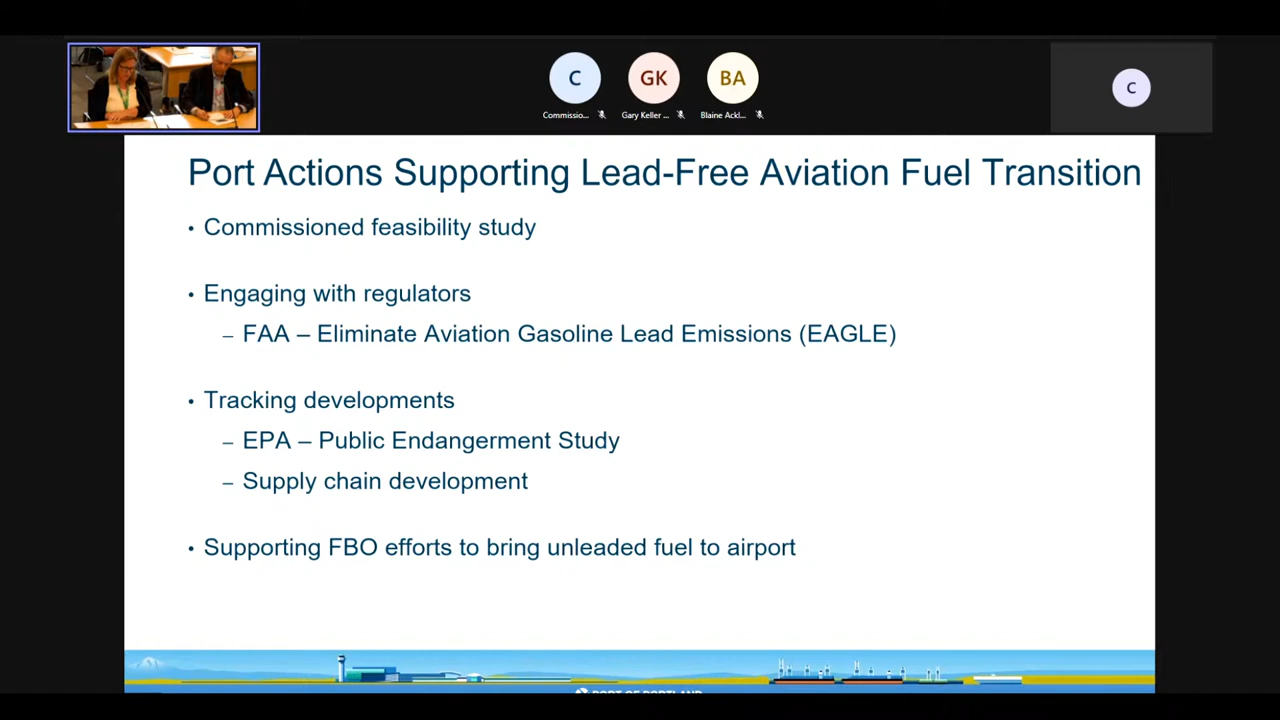 C
GK
BA
C
Commissio...
Gary Keller ...
Blaine Ackl...
Port Actions Supporting Lead-Free Aviation Fuel Transition
• Commissioned feasibility study
• Engaging with regulators
– FAA – Eliminate Aviation Gasoline Lead Emissions (EAGLE)
• Tracking developments
– EPA – Public Endangerment Study
– Supply chain development
• Supporting FBO efforts to bring unleaded fuel to airport
PORT OF PORTLAND